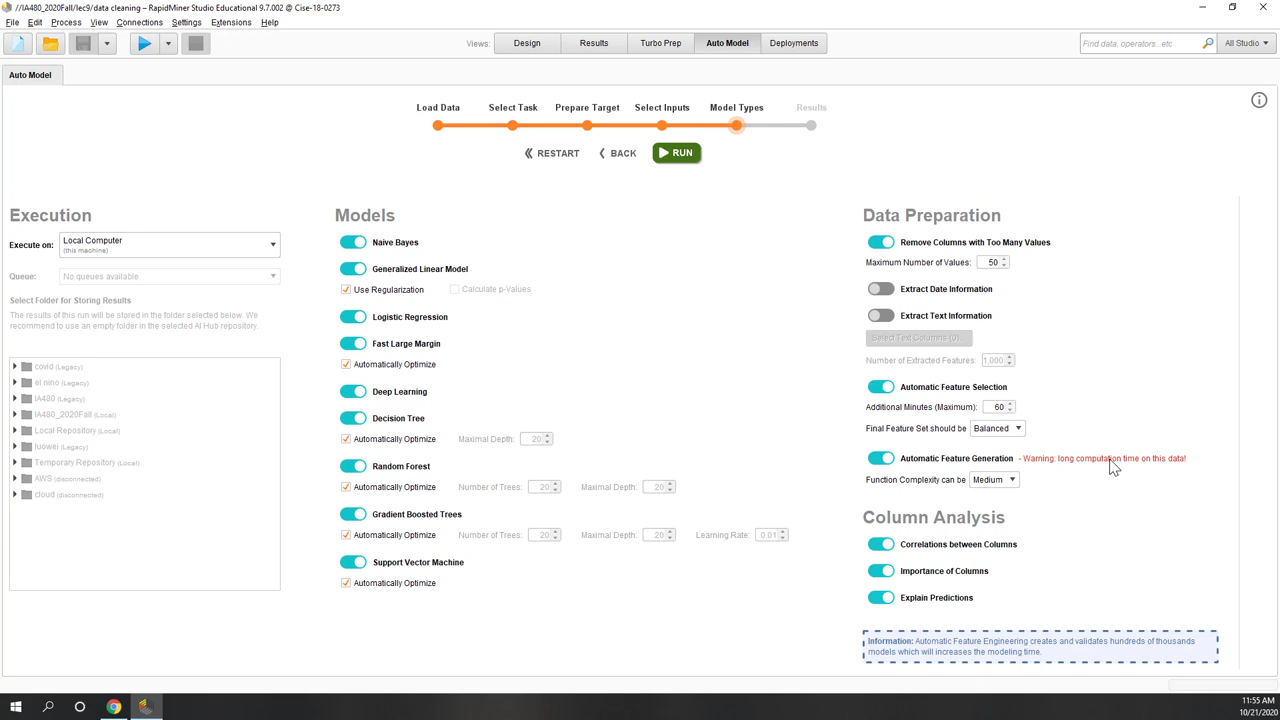 //IA480_2020Fall/lec9/data cleaning – RapidMiner Studio Educational 9.7.002 @ Cise-18-0273
File Edit Process View Connections Settings Extensions Help
Views: Design Results Turbo Prep Auto Model Deployments Find data, operators...etc All Studio
Auto Model
Load Data Select Task Prepare Target Select Inputs Model Types Results
RESTART BACK RUN
Execution
Execute on: Local Computer
(this machine)
Queue: No queues available
Select Folder for Storing Results
The results of this run will be stored in the folder selected below. We
recommend to use an empty folder in the selected AI Hub repository.
covid (Legacy)
el nino (Legacy)
IA480 (Legacy)
IA480_2020Fall (Local)
Local Repository (Local)
luowei (Legacy)
Temporary Repository (Local)
AWS (disconnected)
cloud (disconnected)
Models
Naive Bayes
Generalized Linear Model
Use Regularization Calculate p-Values
Logistic Regression
Fast Large Margin
Automatically Optimize
Deep Learning
Decision Tree
Automatically Optimize Maximal Depth: 20
Random Forest
Automatically Optimize Number of Trees: 20 Maximal Depth: 20
Gradient Boosted Trees
Automatically Optimize Number of Trees: 20 Maximal Depth: 20 Learning Rate: 0.01
Support Vector Machine
Automatically Optimize
Data Preparation
Remove Columns with Too Many Values
Maximum Number of Values: 50
Extract Date Information
Extract Text Information
Select Text Columns (0)...
Number of Extracted Features: 1,000
Automatic Feature Selection
Additional Minutes (Maximum): 60
Final Feature Set should be Balanced
Automatic Feature Generation - Warning: long computation time on this data!
Function Complexity can be Medium
Column Analysis
Correlations between Columns
Importance of Columns
Explain Predictions
Information: Automatic Feature Engineering creates and validates hundreds of thousands
models which will increases the modeling time.
11:55 AM
10/21/2020